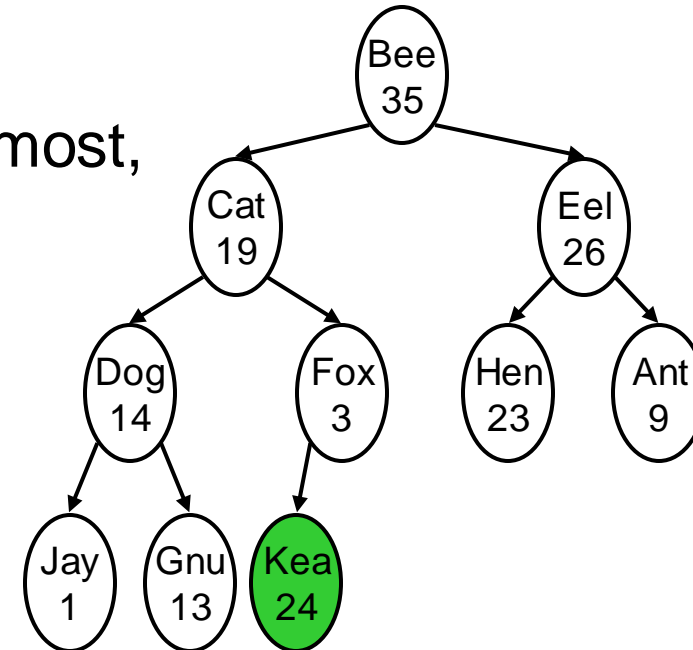 Bee
35
most,
Cat
19
Eel
26
Dog
14
Fox
3
Hen
23
Ant
9
Jay
1
Gnu
13
Kea
24